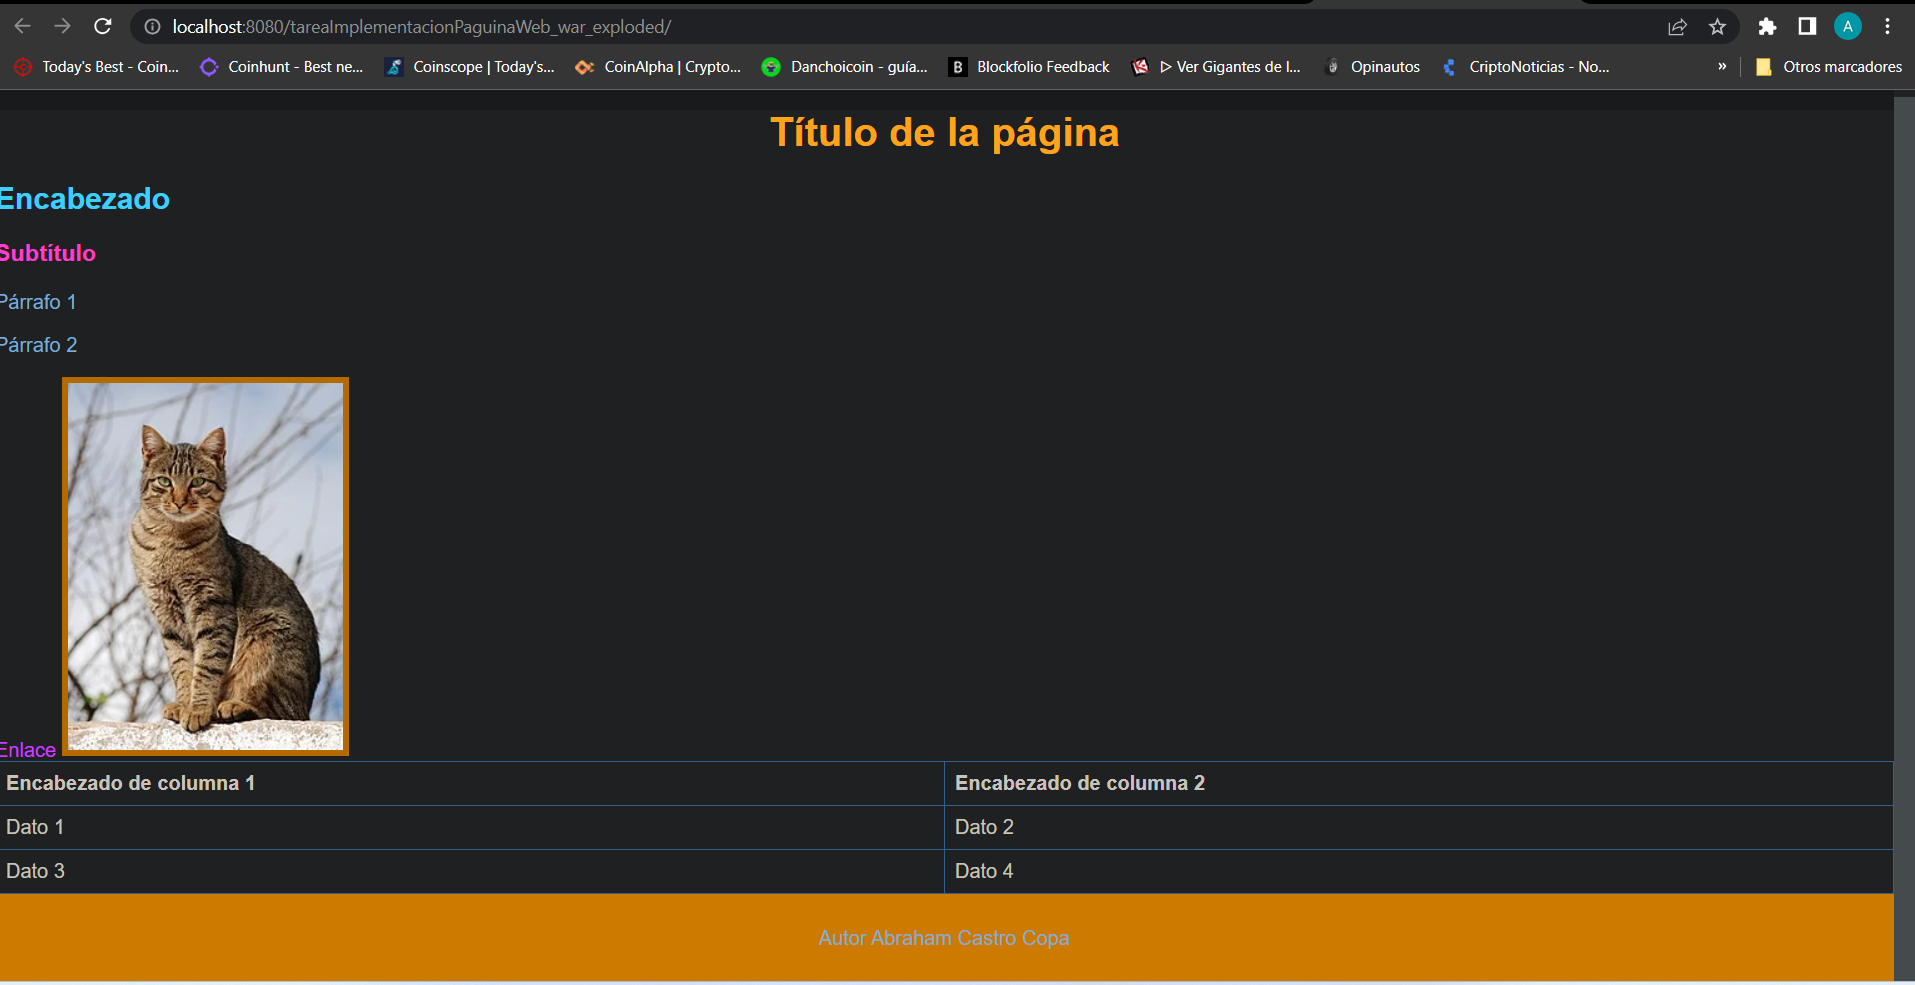 localhost:8080/tareaImplementacionPaguinaWeb_war_exploded/
A
Today's Best - Coin... Coinhunt - Best ne... Coinscope | Today's... CoinAlpha | Crypto... Danchoicoin - guía... B Blockfolio Feedback ᐅ Ver Gigantes de l... Opinautos CriptoNoticias - No... » Otros marcadores
Título de la página
Encabezado
Subtítulo
Párrafo 1
Párrafo 2
Enlace
Encabezado de columna 1 Encabezado de columna 2
Dato 1 Dato 2
Dato 3 Dato 4
Autor Abraham Castro Copa